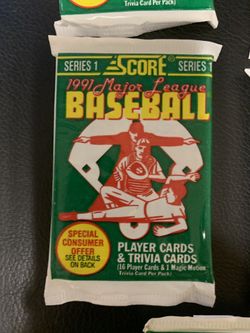 Trivia Card Per Pack)
SERIES 1 SCORE SERIES 1
1991 Major League
BASEBALL
SPECIAL
CONSUMER
OFFER
SEE DETAILS
ON BACK
PLAYER CARDS
& TRIVIA CARDS
(16 Player Cards & 1 Magic Motion
Trivia Card Per Pack)